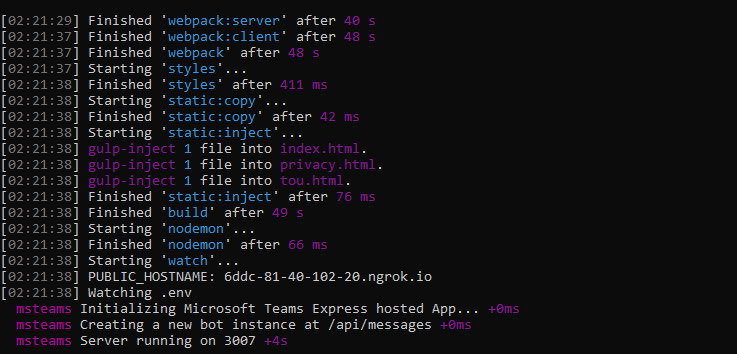 [02:21:29] Finished 'webpack:server' after 40 s
[02:21:37] Finished 'webpack:client' after 48 s
[02:21:37] Finished 'webpack' after 48 s
[02:21:37] Starting 'styles'...
[02:21:38] Finished 'styles' after 411 ms
[02:21:38] Starting 'static:copy'...
[02:21:38] Finished 'static:copy' after 42 ms
[02:21:38] Starting 'static:inject'...
[02:21:38] gulp-inject 1 file into index.html.
[02:21:38] gulp-inject 1 file into privacy.html.
[02:21:38] gulp-inject 1 file into tou.html.
[02:21:38] Finished 'static:inject' after 76 ms
[02:21:38] Finished 'build' after 49 s
[02:21:38] Starting 'nodemon'...
[02:21:38] Finished 'nodemon' after 66 ms
[02:21:38] Starting 'watch'...
[02:21:38] PUBLIC_HOSTNAME: 6ddc-81-40-102-20.ngrok.io
[02:21:38] Watching .env
msteams Initializing Microsoft Teams Express hosted App... +0ms
msteams Creating a new bot instance at /api/messages +0ms
msteams Server running on 3007 +4s